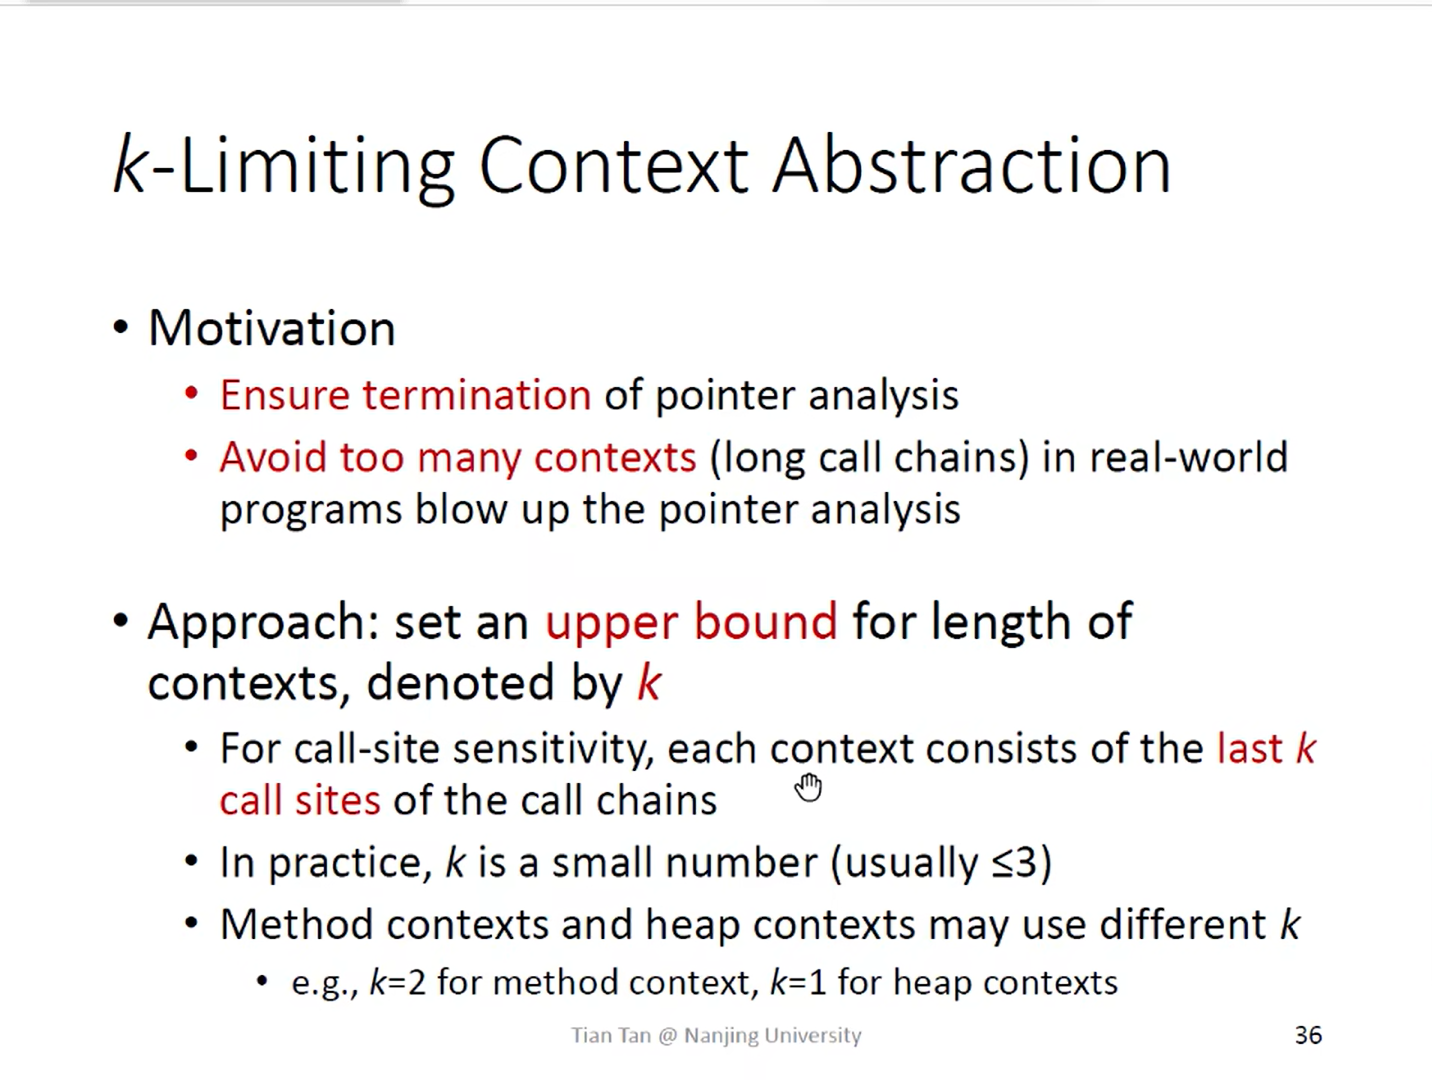 k-Limiting Context Abstraction
• Motivation
• Ensure termination of pointer analysis
• Avoid too many contexts (long call chains) in real-world
programs blow up the pointer analysis
• Approach: set an upper bound for length of
contexts, denoted by k
• For call-site sensitivity, each context consists of the last k
call sites of the call chains
• In practice, k is a small number (usually ≤3)
• Method contexts and heap contexts may use different k
• e.g., k=2 for method context, k=1 for heap contexts
Tian Tan @ Nanjing University
36